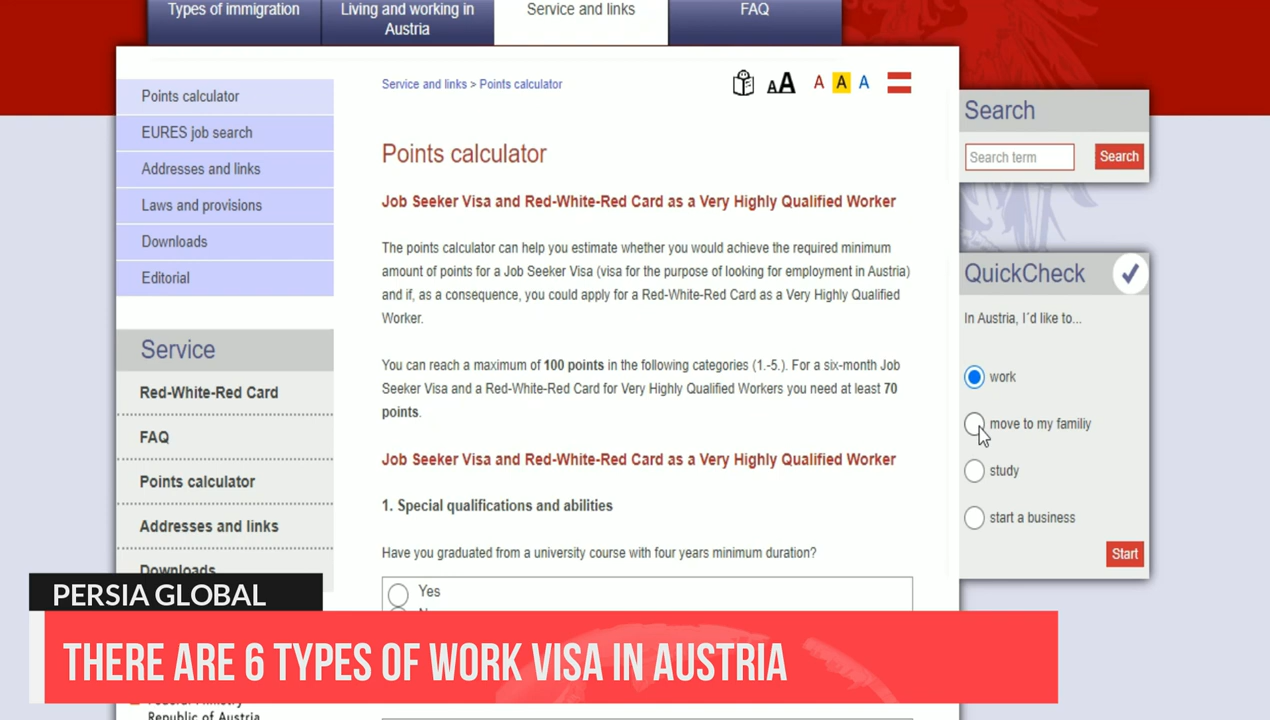 Types of immigration
Living and working in
Austria
Service and links
FAQ
Points calculator
EURES job search
Addresses and links
Laws and provisions
Downloads
Editorial
Service
Red-White-Red Card
FAQ
Points calculator
Addresses and links
Downloads
Republic of Austria
Service and links > Points calculator
A A
A A A
Points calculator
Job Seeker Visa and Red-White-Red Card as a Very Highly Qualified Worker
The points calculator can help you estimate whether you would achieve the required minimum
amount of points for a Job Seeker Visa (visa for the purpose of looking for employment in Austria)
and if, as a consequence, you could apply for a Red-White-Red Card as a Very Highly Qualified
Worker.
You can reach a maximum of 100 points in the following categories (1.-5.). For a six-month Job
Seeker Visa and a Red-White-Red Card for Very Highly Qualified Workers you need at least 70
points.
Job Seeker Visa and Red-White-Red Card as a Very Highly Qualified Worker
1. Special qualifications and abilities
Have you graduated from a university course with four years minimum duration?
Yes
Search
Search term
Search
QuickCheck
In Austria, I´d like to...
work
move to my familiy
study
start a business
Start
PERSIA GLOBAL
THERE ARE 6 TYPES OF WORK VISA IN AUSTRIA